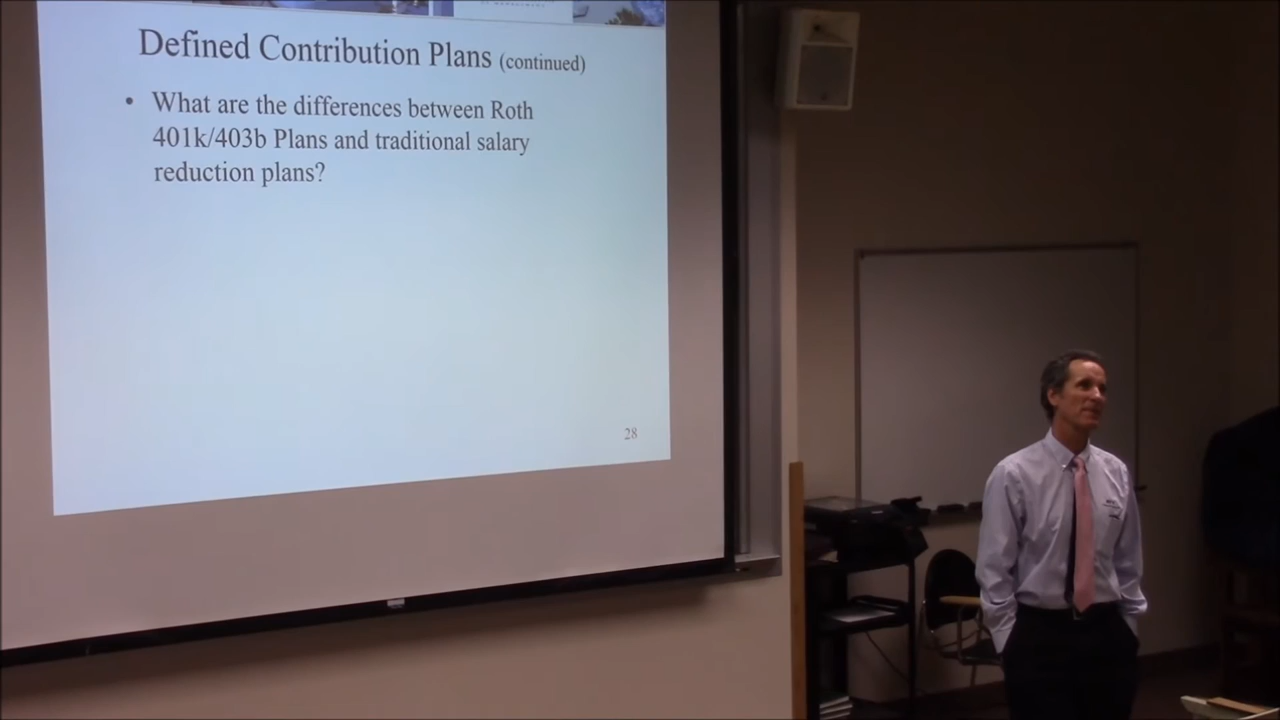 Defined Contribution Plans (continued)
• What are the differences between Roth
401k/403b Plans and traditional salary
reduction plans?
28